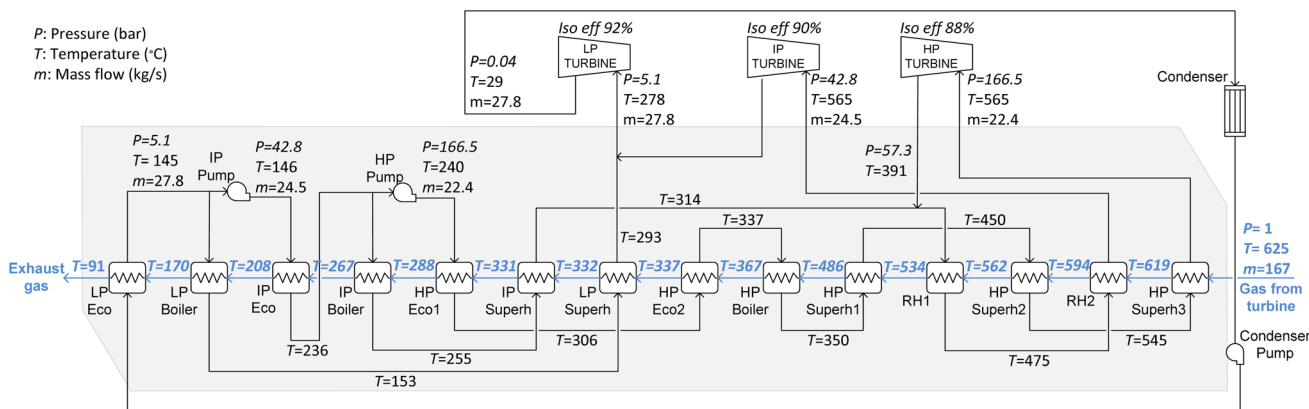 P: Pressure (bar)
T: Temperature (°C)
m: Mass flow (kg/s)
Iso eff 92%
Iso eff 90%
Iso eff 88%
LP
TURBINE
IP
TURBINE
HP
TURBINE
Condenser
P=0.04
T=29
m=27.8
P=5.1
T=278
m=27.8
P=42.8
T=565
m=24.5
P=166.5
T=565
m=22.4
P=5.1
T= 145
m=27.8
IP
Pump
P=42.8
T=146
m=24.5
HP
Pump
P=166.5
T=240
m=22.4
P=57.3
T=391
T=314
T=293
T=337
T=450
Exhaust
gas
T=91
T=170
T=208
T=267
T=288
T=331
T=332
T=337
T=367
T=486
T=534
T=562
T=594
T=619
P= 1
T= 625
m=167
Gas from
turbine
LP
Eco
LP
Boiler
IP
Eco
IP
Boiler
HP
Eco1
IP
Superh
LP
Superh
HP
Eco2
HP
Boiler
HP
Superh1
RH1
HP
Superh2
RH2
HP
Superh3
T=236
T=255
T=306
T=350
T=475
T=545
T=153
Condenser
Pump